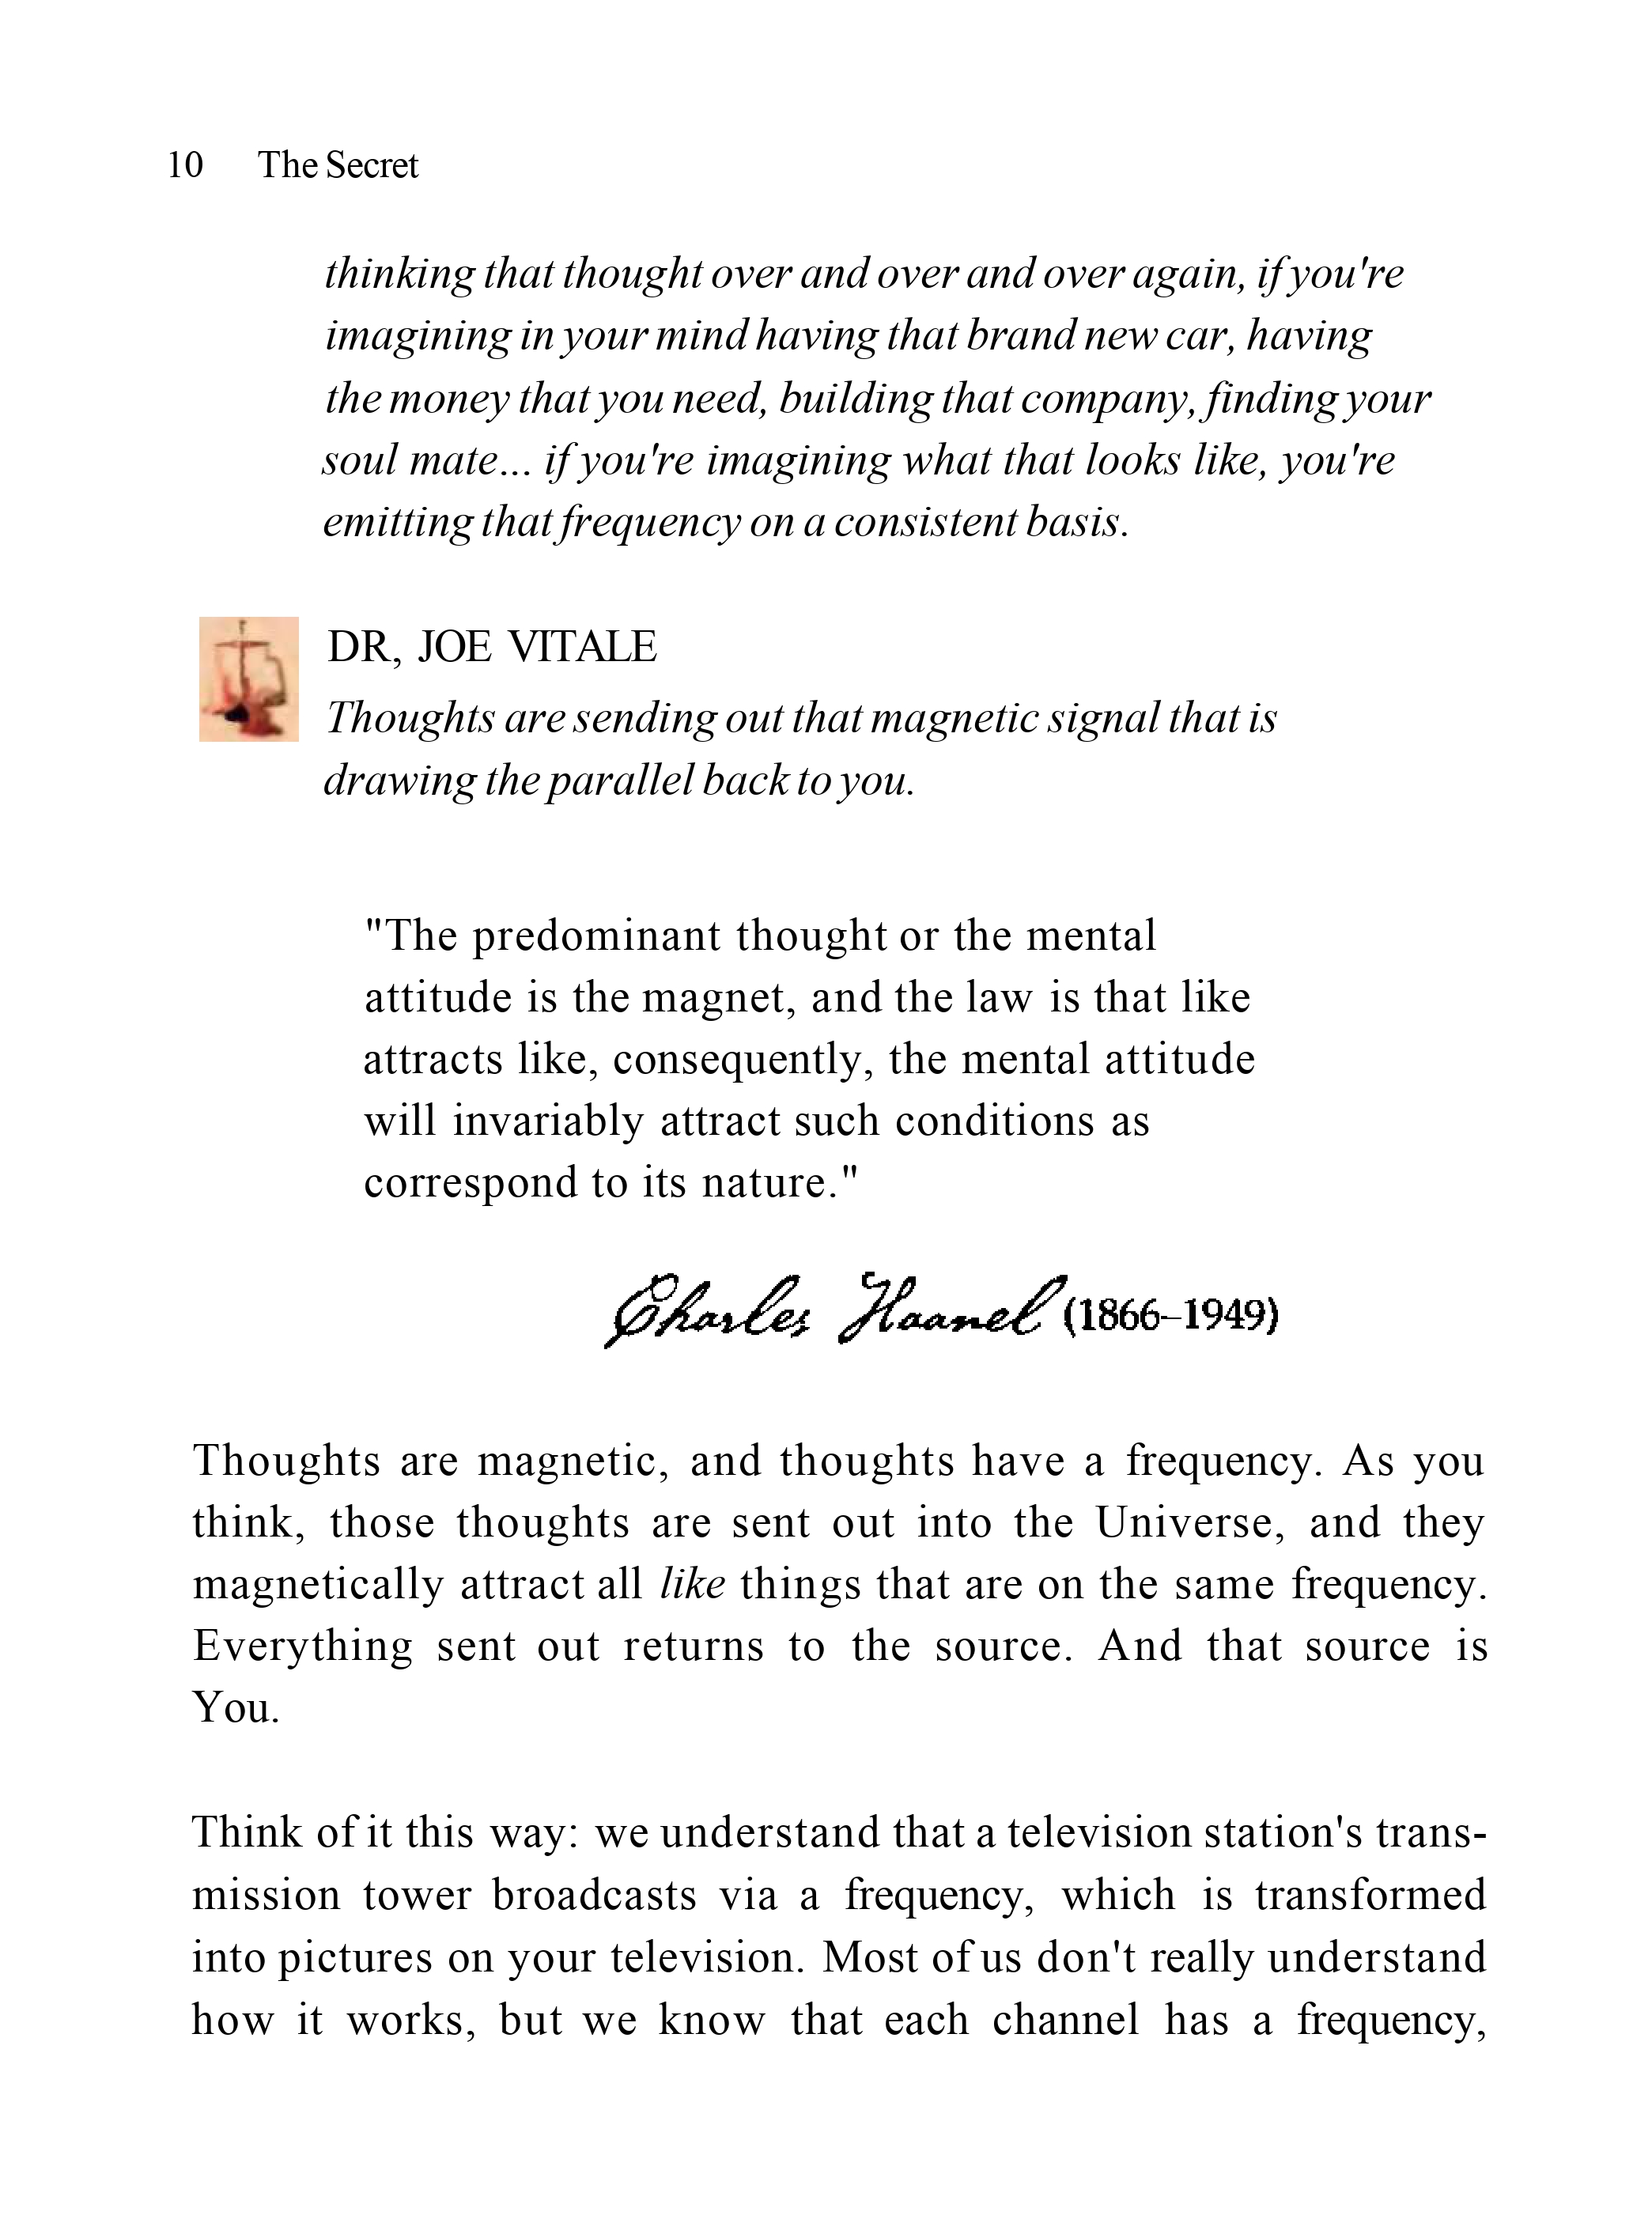 10 The Secret
thinking that thought over and over and over again, if you're
imagining in your mind having that brand new car, having
the money that you need, building that company, finding your
soul mate... if you're imagining what that looks like, you're
emitting that frequency on a consistent basis.
DR, JOE VITALE
Thoughts are sending out that magnetic signal that is
drawing the parallel back to you.
"The predominant thought or the mental
attitude is the magnet, and the law is that like
attracts like, consequently, the mental attitude
will invariably attract such conditions as
correspond to its nature."
Charles Haanel (1866–1949)
Thoughts are magnetic, and thoughts have a frequency. As you
think, those thoughts are sent out into the Universe, and they
magnetically attract all like things that are on the same frequency.
Everything sent out returns to the source. And that source is
You.
Think of it this way: we understand that a television station's trans-
mission tower broadcasts via a frequency, which is transformed
into pictures on your television. Most of us don't really understand
how it works, but we know that each channel has a frequency,